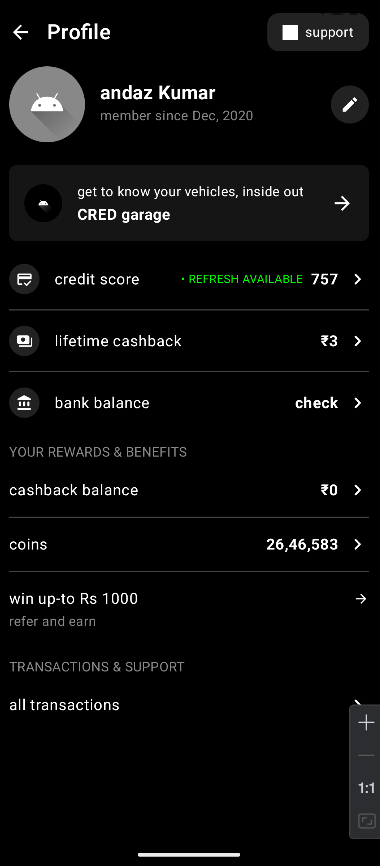 Profile
support
andaz Kumar
member since Dec, 2020
get to know your vehicles, inside out
CRED garage
credit score • REFRESH AVAILABLE 757
lifetime cashback ₹3
bank balance check
YOUR REWARDS & BENEFITS
cashback balance ₹0
coins 26,46,583
win up-to Rs 1000
refer and earn
TRANSACTIONS & SUPPORT
all transactions
1:1